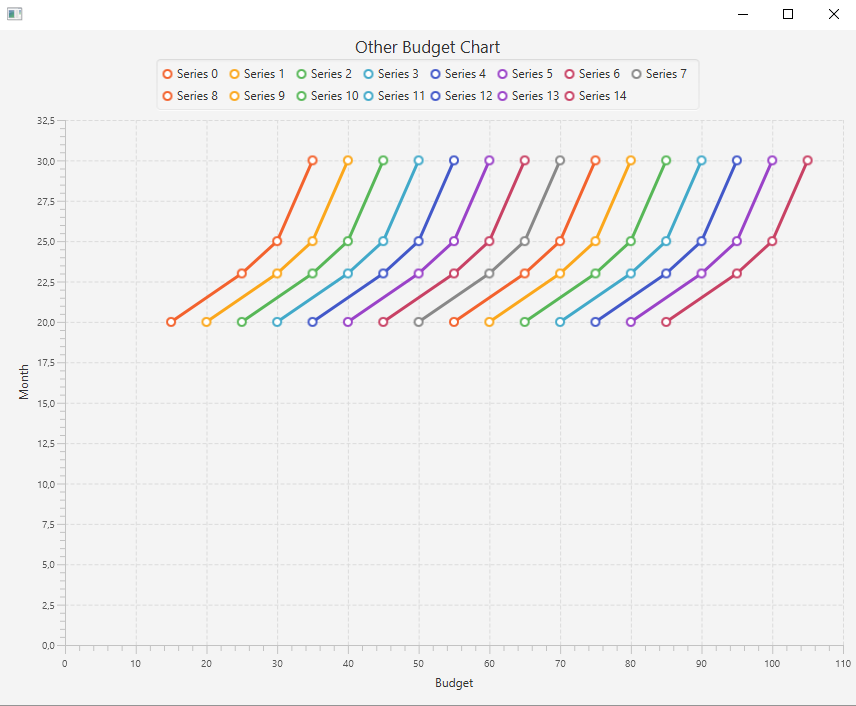 Other Budget Chart
Series 0 Series 1 Series 2 Series 3 Series 4 Series 5 Series 6 Series 7
Series 8 Series 9 Series 10 Series 11 Series 12 Series 13 Series 14
32,5
30,0
27,5
25,0
22,5
20,0
17,5
15,0
12,5
10,0
7,5
5,0
2,5
0,0
Month
0 10 20 30 40 50 60 70 80 90 100 110
Budget